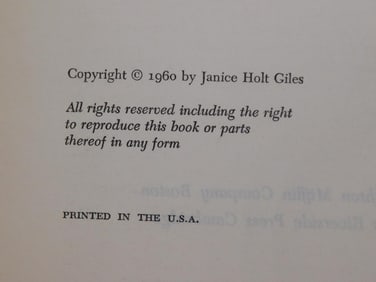 Copyright © 1960 by Janice Holt Giles
All rights reserved including the right
to reproduce this book or parts
thereof in any form
PRINTED IN THE U.S.A.